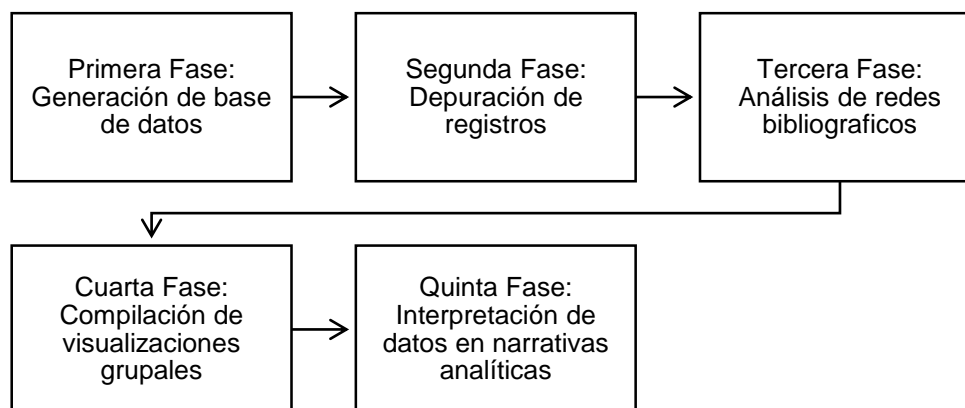 Primera Fase:
Generación de base
de datos
Segunda Fase:
Depuración de
registros
Tercera Fase:
Análisis de redes
bibliograficos
Cuarta Fase:
Compilación de
visualizaciones
grupales
Quinta Fase:
Interpretación de
datos en narrativas
analíticas